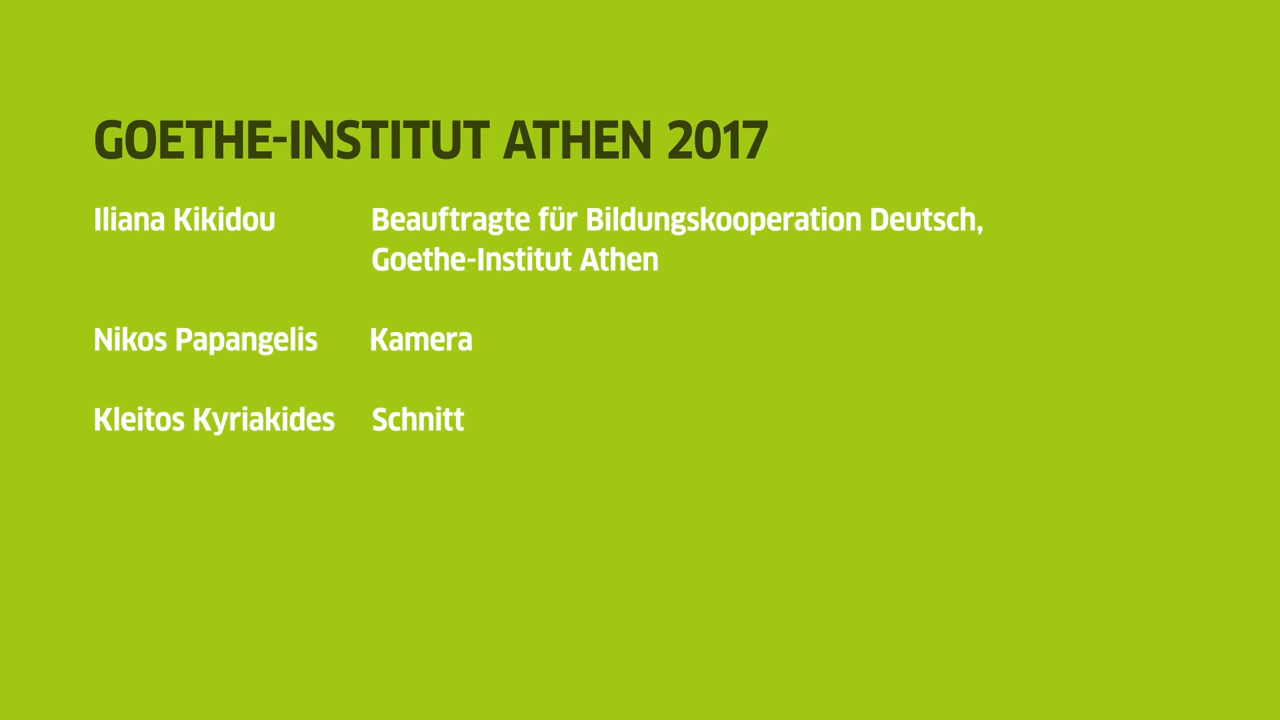 GOETHE-INSTITUT ATHEN 2017
Iliana Kikidou Beauftragte für Bildungskooperation Deutsch,
Goethe-Institut Athen
Nikos Papangelis Kamera
Kleitos Kyriakides Schnitt